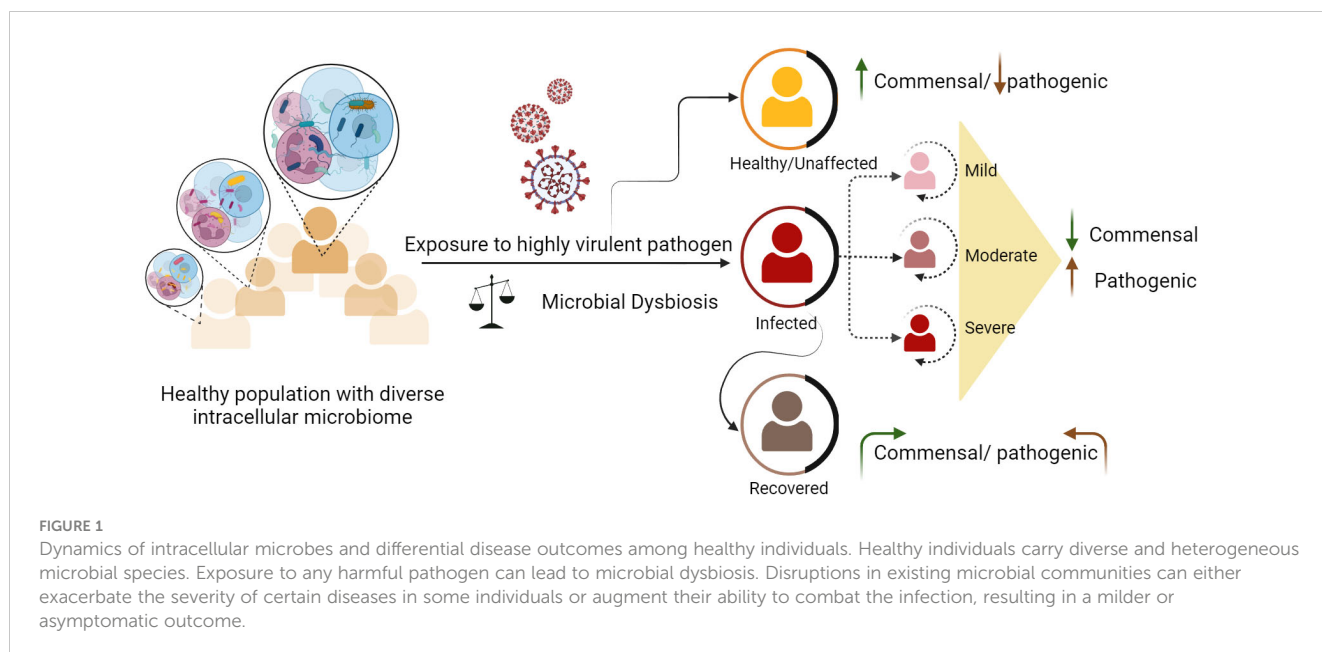 Commensal/ pathogenic
Healthy/Unaffected
Mild
Exposure to highly virulent pathogen
Commensal
Moderate
Microbial Dysbiosis
Pathogenic
Infected
Severe
Healthy population with diverse
intracellular microbiome
Commensal/ pathogenic
Recovered
FIGURE 1
Dynamics of intracellular microbes and differential disease outcomes among healthy individuals. Healthy individuals carry diverse and heterogeneous
microbial species. Exposure to any harmful pathogen can lead to microbial dysbiosis. Disruptions in existing microbial communities can either
exacerbate the severity of certain diseases in some individuals or augment their ability to combat the infection, resulting in a milder or
asymptomatic outcome.